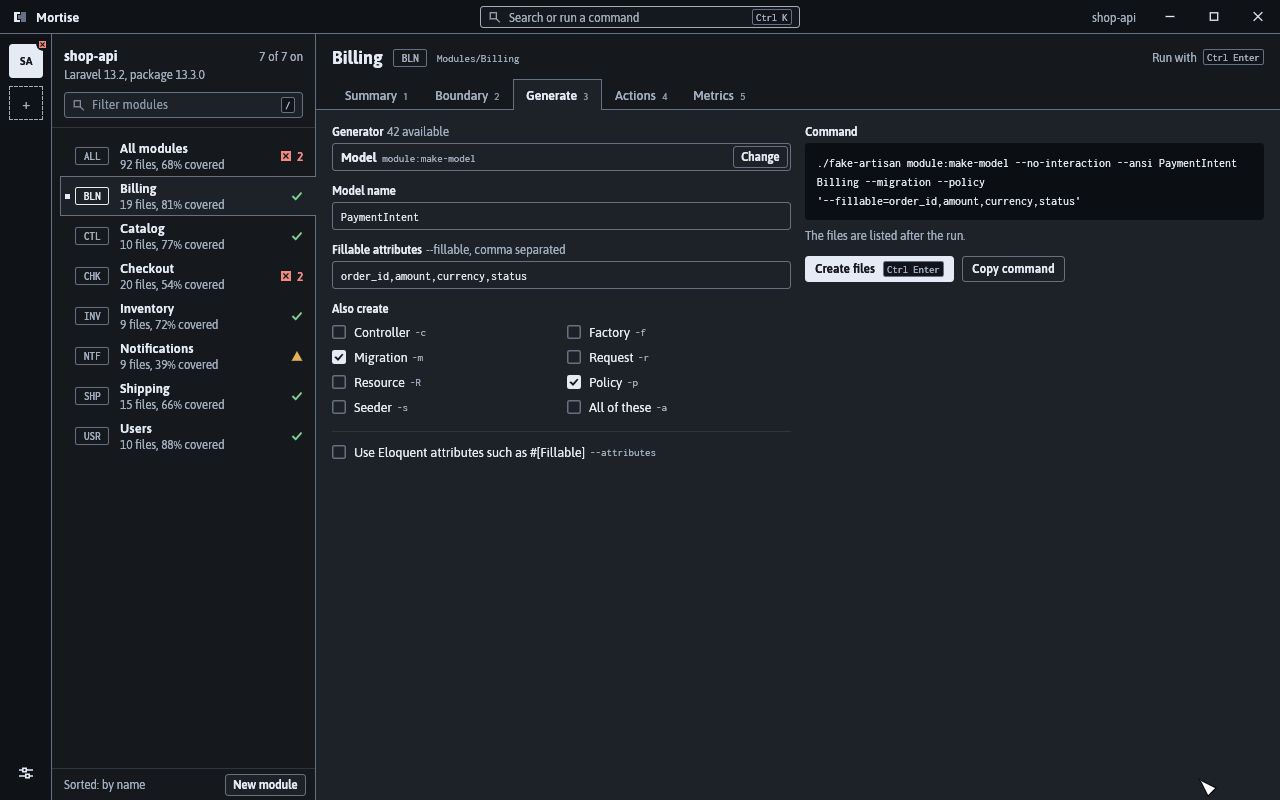 Mortise
Search or run a command
Ctrl K
shop-api
SA
+
shop-api
7 of 7 on
Laravel 13.2, package 13.3.0
Filter modules
/
ALL
All modules
92 files, 68% covered
2
BLN
Billing
19 files, 81% covered
CTL
Catalog
10 files, 77% covered
CHK
Checkout
20 files, 54% covered
2
INV
Inventory
9 files, 72% covered
NTF
Notifications
9 files, 39% covered
SHP
Shipping
15 files, 66% covered
USR
Users
10 files, 88% covered
Sorted: by name
New module
Billing
BLN
Modules/Billing
Run with
Ctrl Enter
Summary 1
Boundary 2
Generate 3
Actions 4
Metrics 5
Generator 42 available
Model module:make-model
Change
Model name
PaymentIntent
Fillable attributes --fillable, comma separated
order_id,amount,currency,status
Also create
Controller -c
Factory -f
Migration -m
Request -r
Resource -R
Policy -p
Seeder -s
All of these -a
Use Eloquent attributes such as #[Fillable] --attributes
Command
./fake-artisan module:make-model --no-interaction --ansi PaymentIntent
Billing --migration --policy
'--fillable=order_id,amount,currency,status'
The files are listed after the run.
Create files Ctrl Enter
Copy command